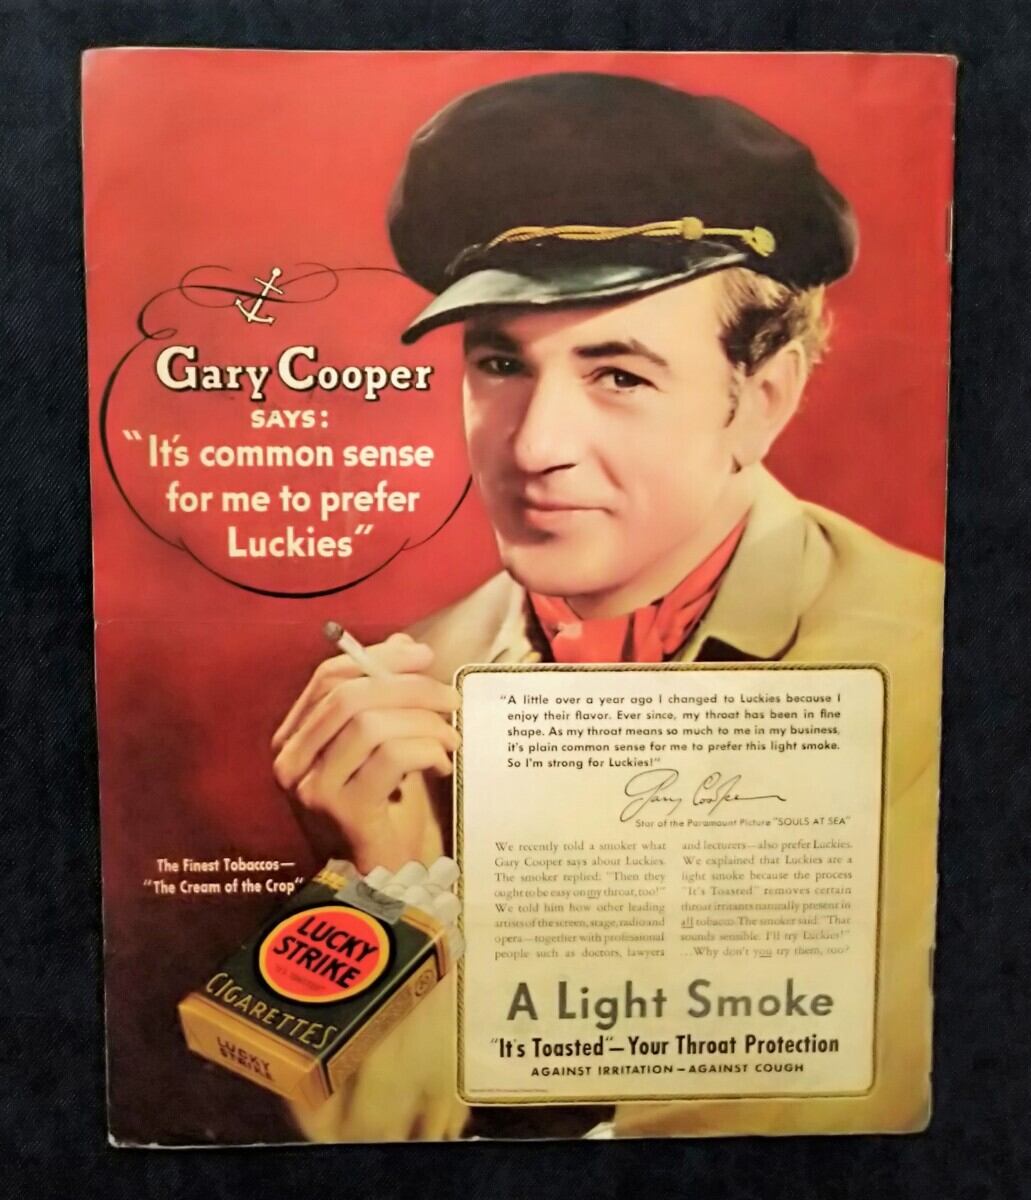 Gary Cooper
SAYS:
"It's common sense
for me to prefer
Luckies"
"A little over a year ago I changed to Luckies because I
enjoy their flavor. Ever since, my throat has been in fine
shape. As my throat means so much to me in my business,
it's plain common sense for me to prefer this light smoke.
So I'm strong for Luckies!"
Gary Cooper
Star of the Paramount Picture "SOULS AT SEA"
We recently told a smoker what
Gary Cooper says about Luckies.
The smoker replied: "Then they
ought to be easy on my throat, too!"
We told him how other leading
artists of the screen, stage, radio and
opera—together with professional
people such as doctors, lawyers
and lecturers—also prefer Luckies.
We explained that Luckies are a
light smoke because the process
"It's Toasted" removes certain
throat irritants naturally present in
all tobacco. The smoker said: "That
sounds sensible. I'll try Luckies!"
...Why don't you try them, too?
The Finest Tobaccos—
"The Cream of the Crop"
LUCKY
STRIKE
"IT'S TOASTED"
CIGARETTES
LUCKY
STRIKE
A Light Smoke
"It's Toasted"—Your Throat Protection
AGAINST IRRITATION—AGAINST COUGH